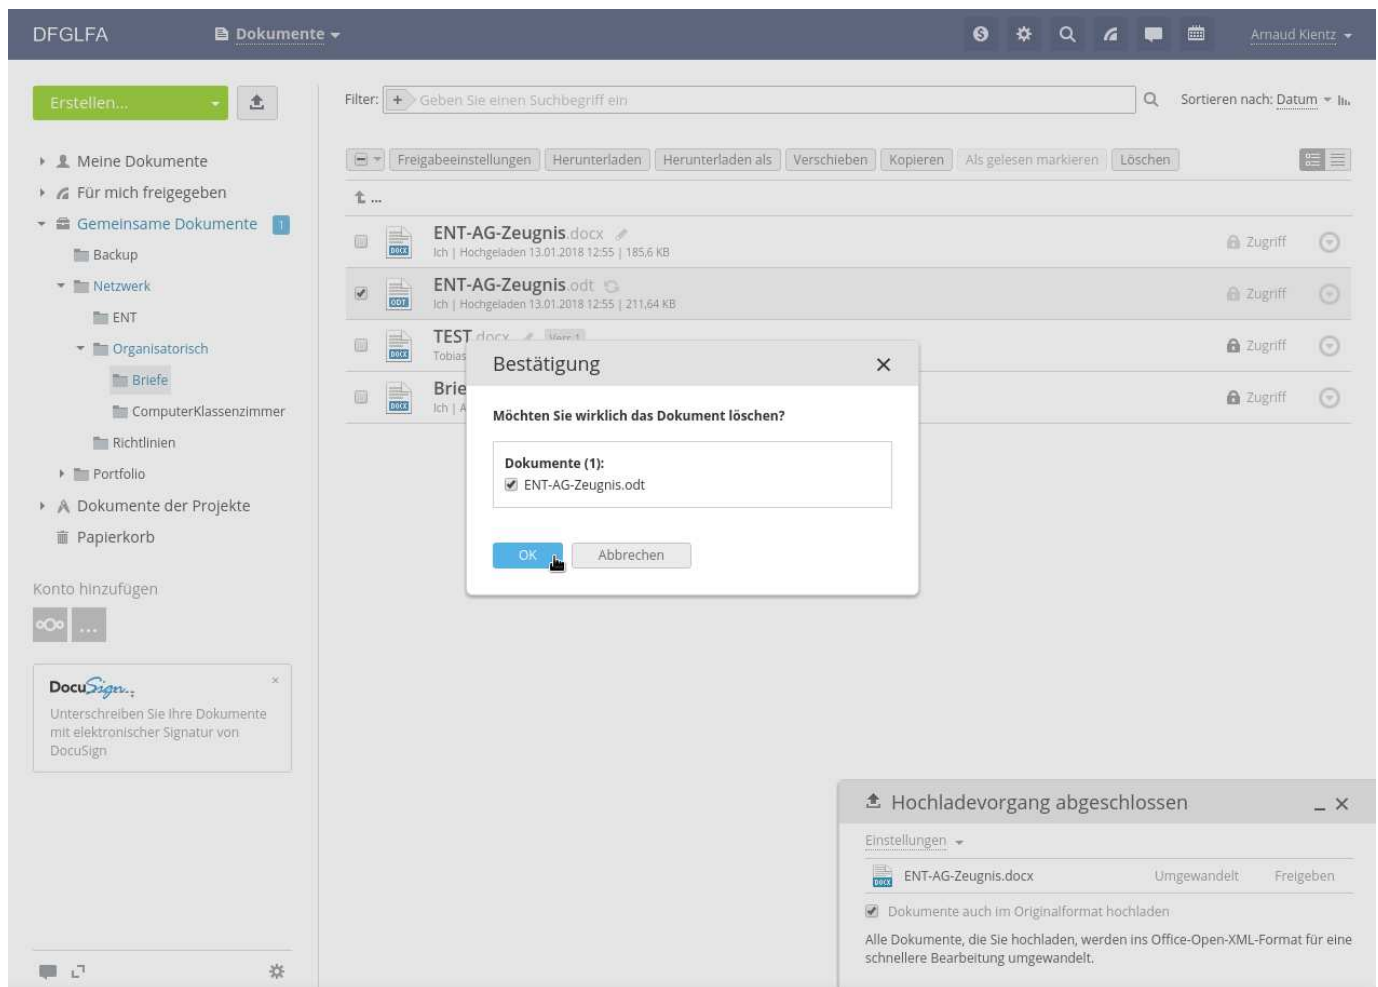 DFGLFA
Dokumente
Arnaud Kientz
Erstellen...
Filter: + Geben Sie einen Suchbegriff ein
Sortieren nach: Datum
Meine Dokumente
Für mich freigegeben
Gemeinsame Dokumente 1
Backup
Netzwerk
ENT
Organisatorisch
Briefe
ComputerKlassenzimmer
Richtlinien
Portfolio
Dokumente der Projekte
Papierkorb
Konto hinzufügen
...
DocuSign
Unterschreiben Sie Ihre Dokumente
mit elektronischer Signatur von
DocuSign
Freigabeeinstellungen Herunterladen Herunterladen als Verschieben Kopieren Als gelesen markieren Löschen
...
ENT-AG-Zeugnis.docx
Ich | Hochgeladen 13.01.2018 12:55 | 185,6 KB
Zugriff
ENT-AG-Zeugnis.odt
Ich | Hochgeladen 13.01.2018 12:55 | 211,64 KB
Zugriff
TEST.docx Verr.1
Tobias
Zugriff
Brie
Ich | A
Zugriff
Bestätigung
Möchten Sie wirklich das Dokument löschen?
Dokumente (1):
ENT-AG-Zeugnis.odt
OK Abbrechen
Hochladevorgang abgeschlossen
Einstellungen
DOCX ENT-AG-Zeugnis.docx Umgewandelt Freigeben
Dokumente auch im Originalformat hochladen
Alle Dokumente, die Sie hochladen, werden ins Office-Open-XML-Format für eine
schnellere Bearbeitung umgewandelt.